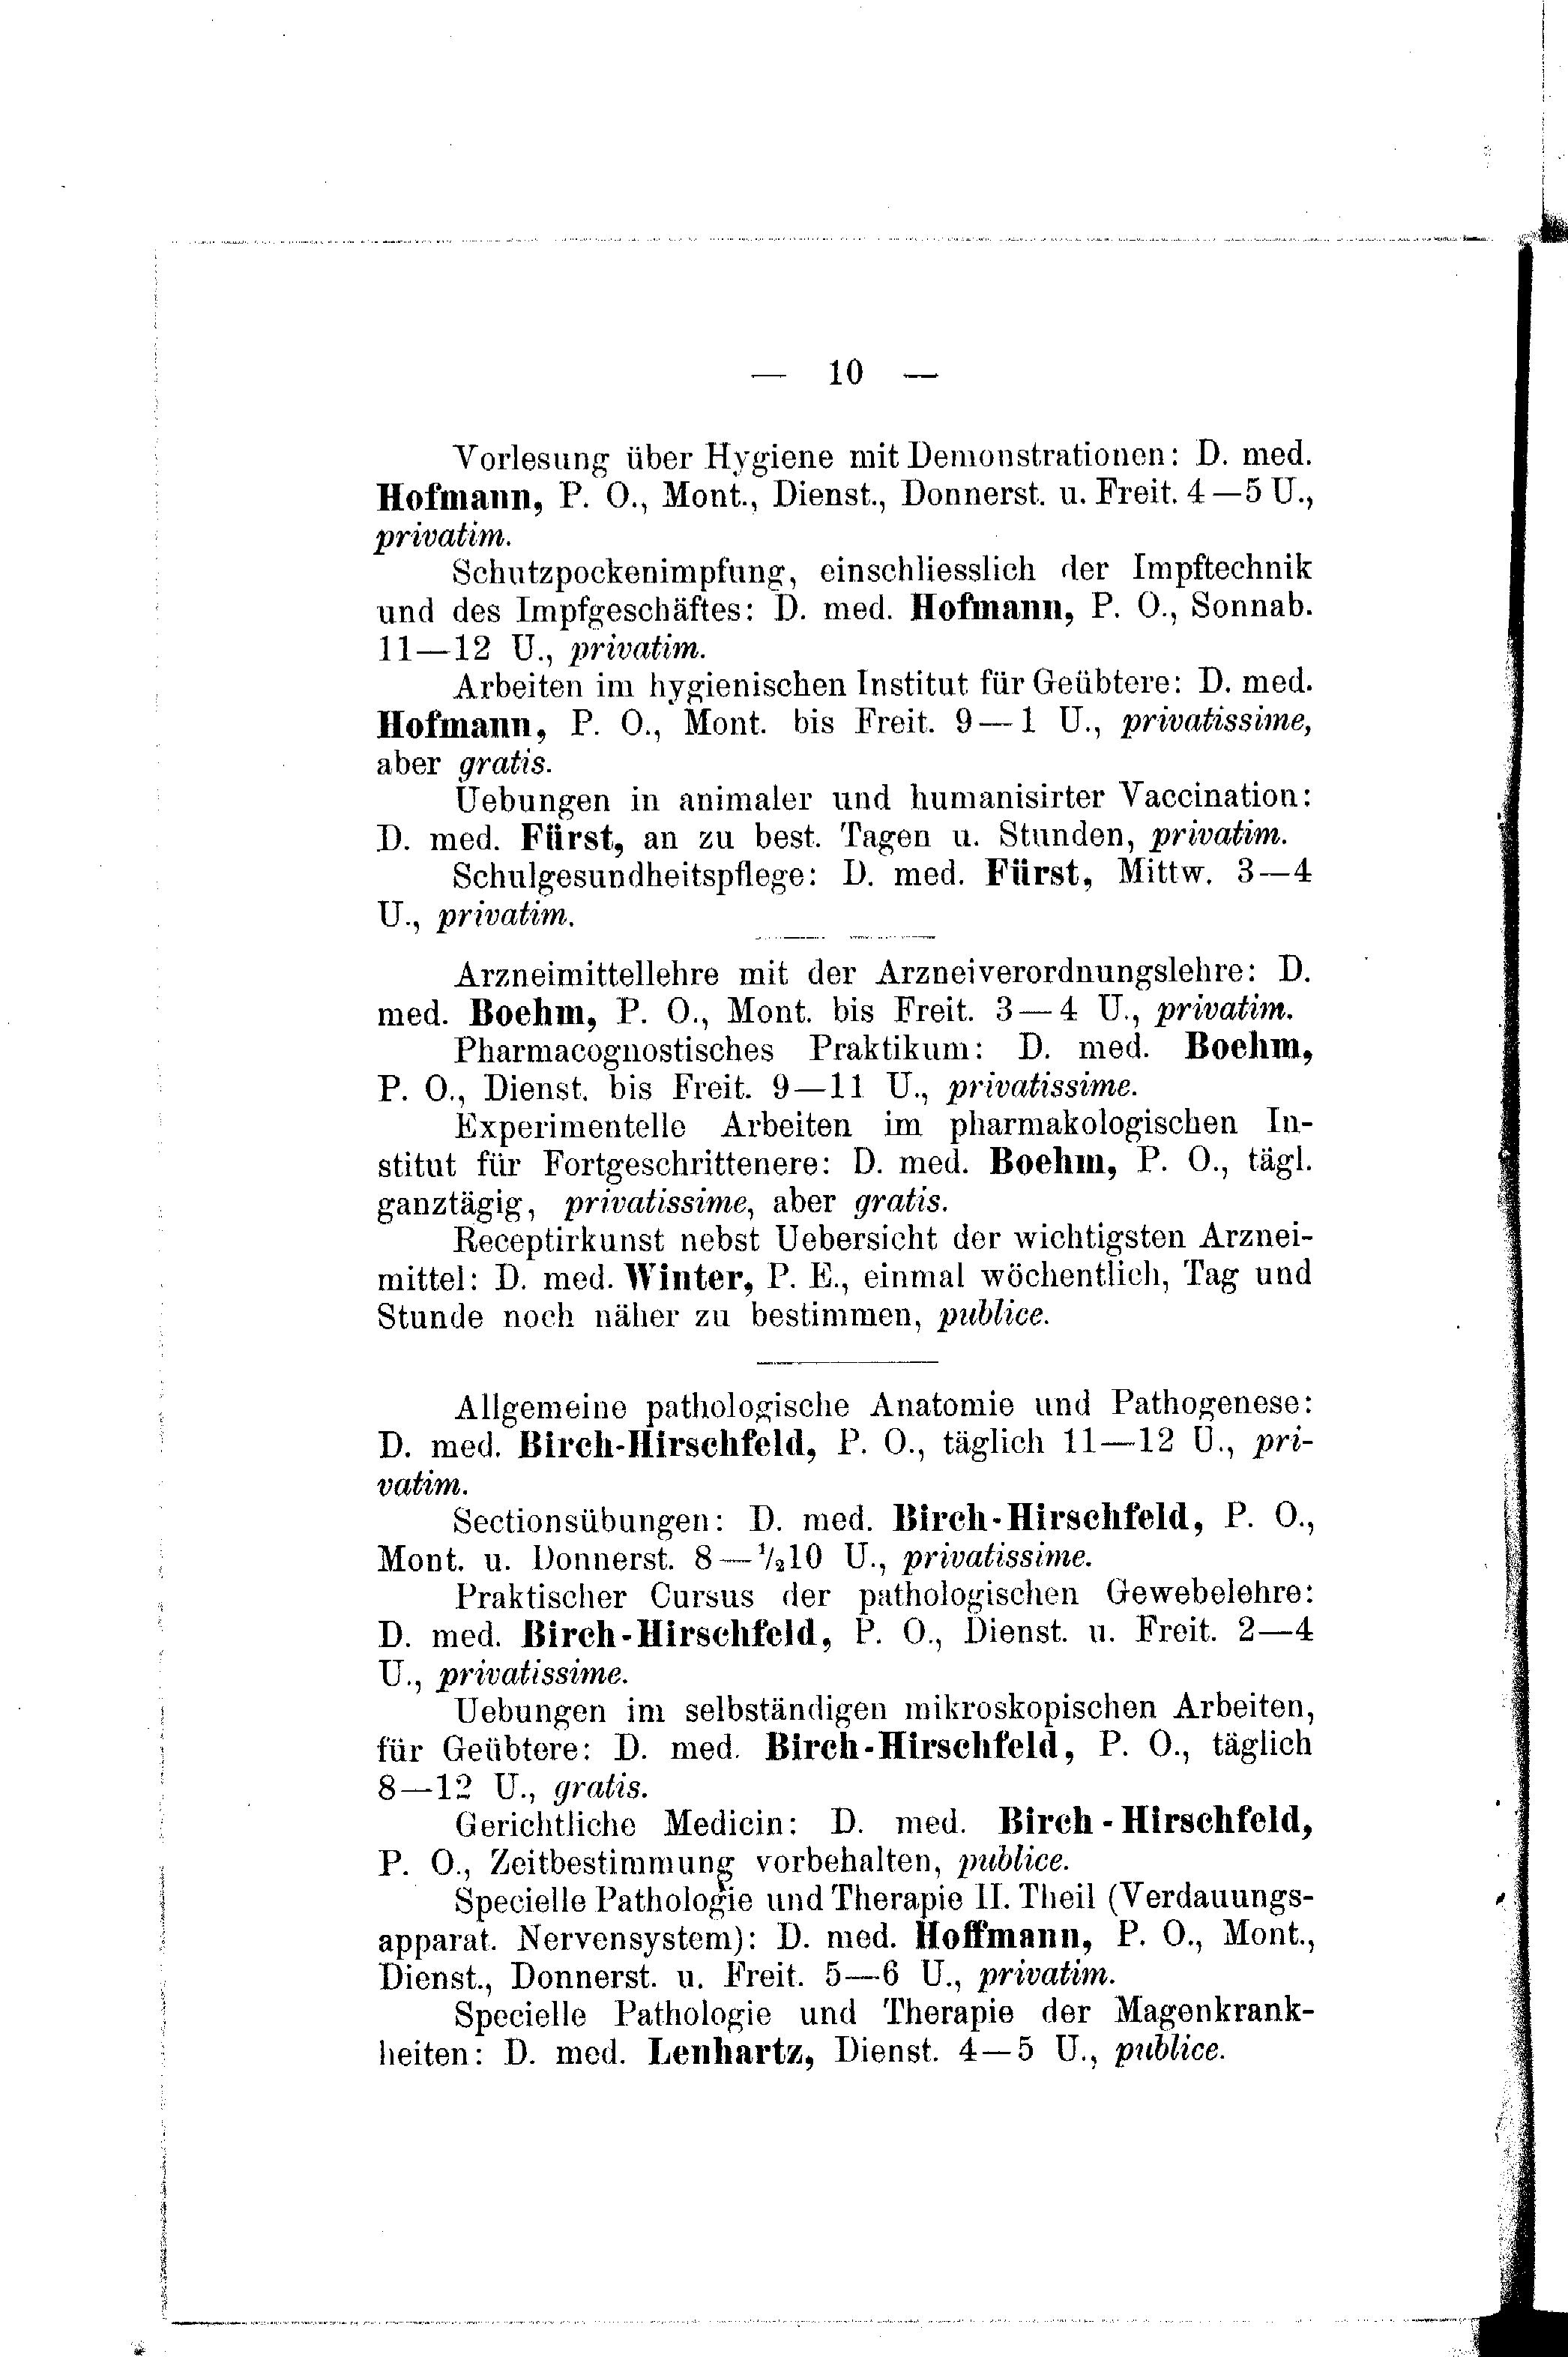 — 10 —
Vorlesung über Hygiene mit Demonstrationen: D. med.
Hofmann, P. O., Mont., Dienst., Donnerst. u. Freit. 4—5 U.,
privatim.
Schutzpockenimpfung, einschliesslich der Impftechnik
und des Impfgeschäftes: D. med. Hofmann, P. O., Sonnab.
11—12 U., privatim.
Arbeiten im hygienischen Institut für Geübtere: D. med.
Hofmann, P. O., Mont. bis Freit. 9—1 U., privatissime,
aber gratis.
Uebungen in animaler und humanisirter Vaccination:
D. med. Fürst, an zu best. Tagen u. Stunden, privatim.
Schulgesundheitspflege: D. med. Fürst, Mittw. 3—4
U., privatim.
Arzneimittellehre mit der Arzneiverordnungslehre: D.
med. Boehm, P. O., Mont. bis Freit. 3—4 U., privatim.
Pharmacognostisches Praktikum: D. med. Boehm,
P. O., Dienst. bis Freit. 9—11 U., privatissime.
Experimentelle Arbeiten im pharmakologischen In-
stitut für Fortgeschrittenere: D. med. Boehm, P. O., tägl.
ganztägig, privatissime, aber gratis.
Receptirkunst nebst Uebersicht der wichtigsten Arznei-
mittel: D. med. Winter, P. E., einmal wöchentlich, Tag und
Stunde noch näher zu bestimmen, publice.
Allgemeine pathologische Anatomie und Pathogenese:
D. med. Birch-Hirschfeld, P. O., täglich 11—12 U., pri-
vatim.
Sectionsübungen: D. med. Birch-Hirschfeld, P. O.,
Mont. u. Donnerst. 8—½10 U., privatissime.
Praktischer Cursus der pathologischen Gewebelehre:
D. med. Birch-Hirschfeld, P. O., Dienst. u. Freit. 2—4
U., privatissime.
Uebungen im selbständigen mikroskopischen Arbeiten,
für Geübtere: D. med. Birch-Hirschfeld, P. O., täglich
8—12 U., gratis.
Gerichtliche Medicin: D. med. Birch-Hirschfeld,
P. O., Zeitbestimmung vorbehalten, publice.
Specielle Pathologie und Therapie II. Theil (Verdauungs-
apparat. Nervensystem): D. med. Hoffmann, P. O., Mont.,
Dienst., Donnerst. u. Freit. 5—6 U., privatim.
Specielle Pathologie und Therapie der Magenkrank-
heiten: D. med. Lenhartz, Dienst. 4—5 U., publice.